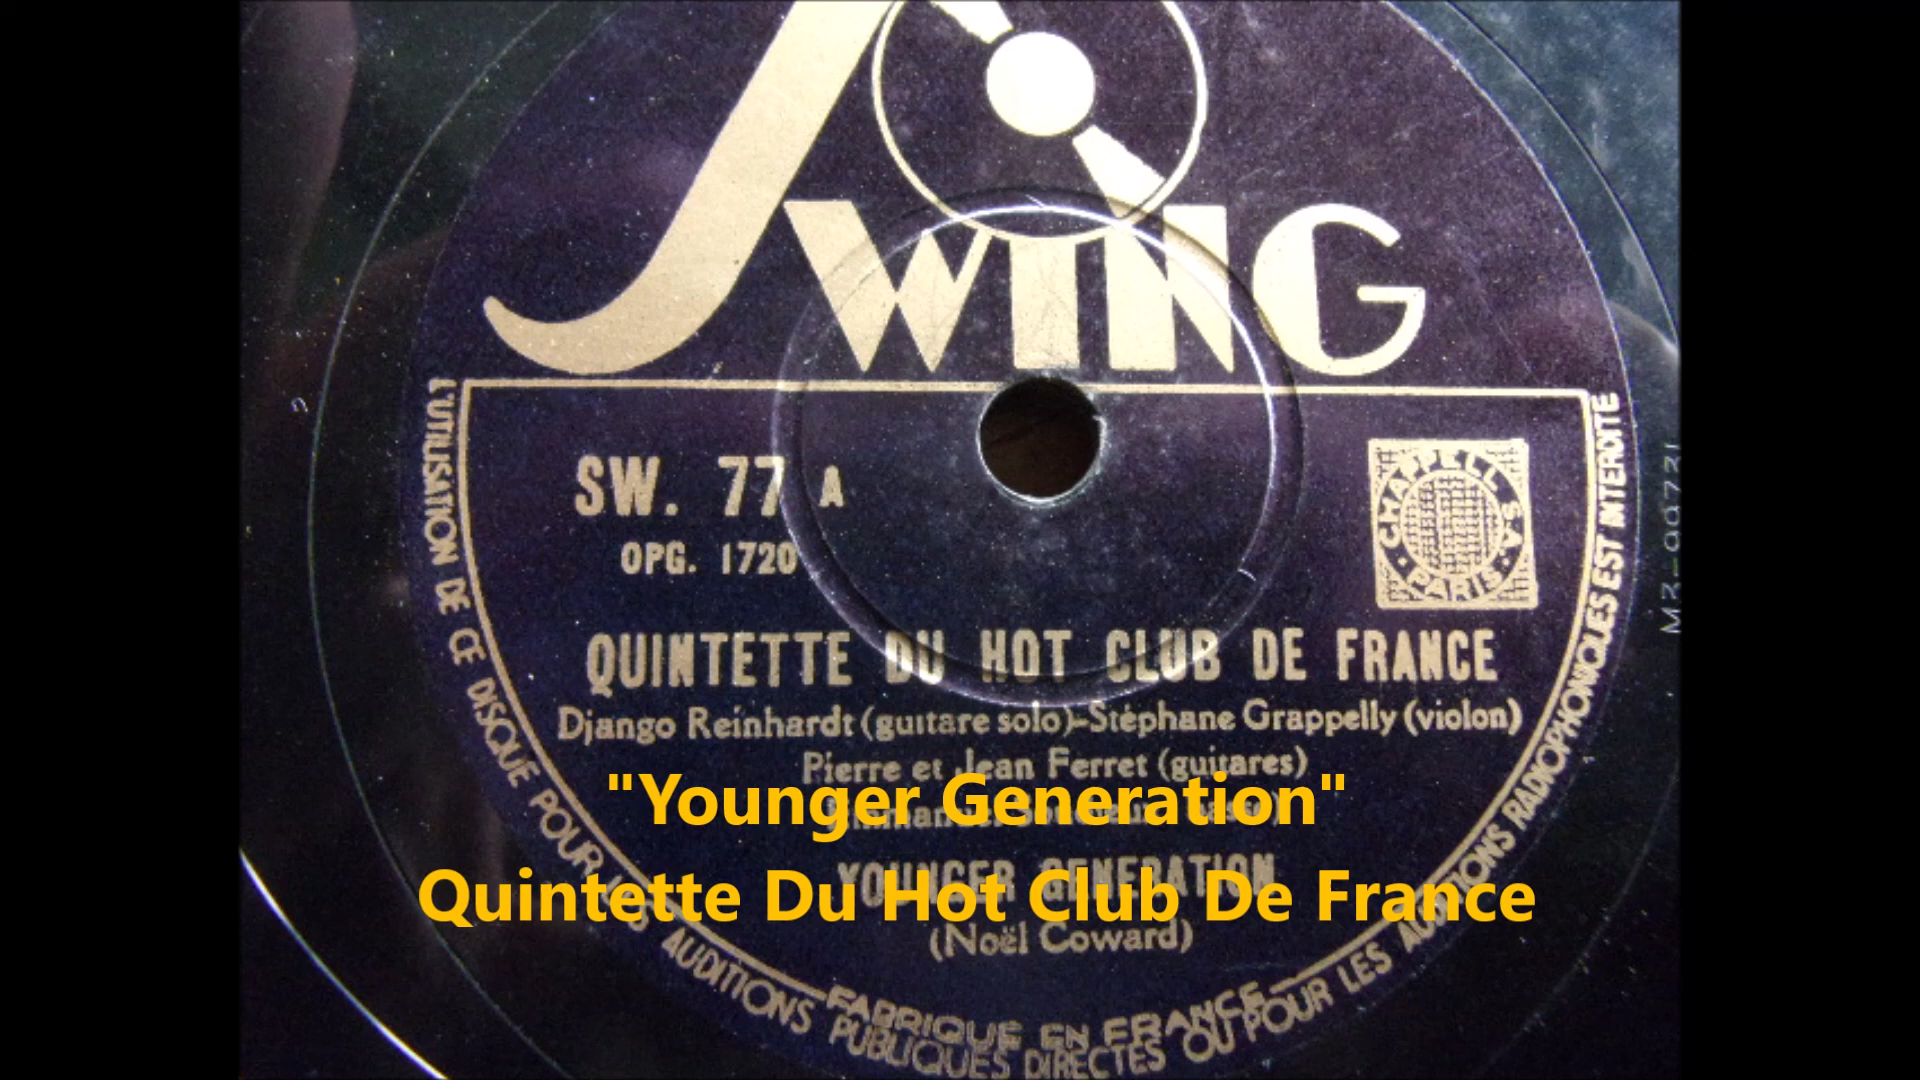 SWING
SW. 77 A
OPG. 1720
CHAPPELL S.A.
PARIS
QUINTETTE DU HOT CLUB DE FRANCE
Django Reinhardt (guitare solo)-Stéphane Grappelly (violon)
Pierre et Jean Ferret (guitares)
"Younger Generation"
YOUNGER GENERATION
Quintette Du Hot Club De France
(Noël Coward)
FABRIQUE EN FRANCE
L'UTILISATION DE CE DISQUE POUR LES AUDITIONS PUBLIQUES DIRECTES OU POUR LES AUDITIONS RADIOPHONIQUES EST INTERDITE